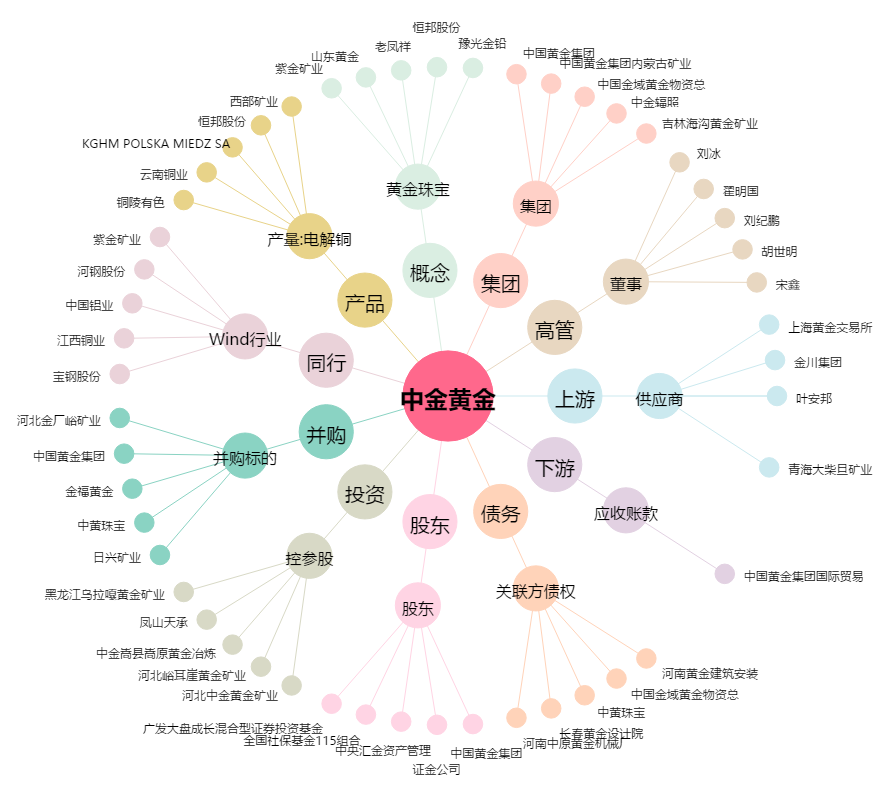 中金黄金
概念
黄金珠宝
紫金矿业
山东黄金
老凤祥
恒邦股份
豫光金铅
集团
集团
中国黄金集团
中国黄金集团内蒙古矿业
中国金域黄金物资总
中金辐照
吉林海沟黄金矿业
高管
董事
刘冰
翟明国
刘纪鹏
胡世明
宋鑫
上游
供应商
上海黄金交易所
金川集团
叶安邦
青海大柴旦矿业
下游
应收账款
中国黄金集团国际贸易
债务
关联方债权
河南黄金建筑安装
中国金域黄金物资总
中黄珠宝
长春黄金设计院
河南中原黄金机械厂
股东
股东
中国黄金集团
证金公司
中央汇金资产管理
全国社保基金115组合
广发大盘成长混合型证券投资基金
投资
控参股
河北中金黄金矿业
河北峪耳崖黄金矿业
中金嵩县嵩原黄金冶炼
凤山天承
黑龙江乌拉嘎黄金矿业
并购
并购标的
日兴矿业
中黄珠宝
金福黄金
中国黄金集团
河北金厂峪矿业
同行
Wind行业
宝钢股份
江西铜业
中国铝业
河钢股份
紫金矿业
产品
产量:电解铜
铜陵有色
云南铜业
KGHM POLSKA MIEDZ SA
恒邦股份
西部矿业